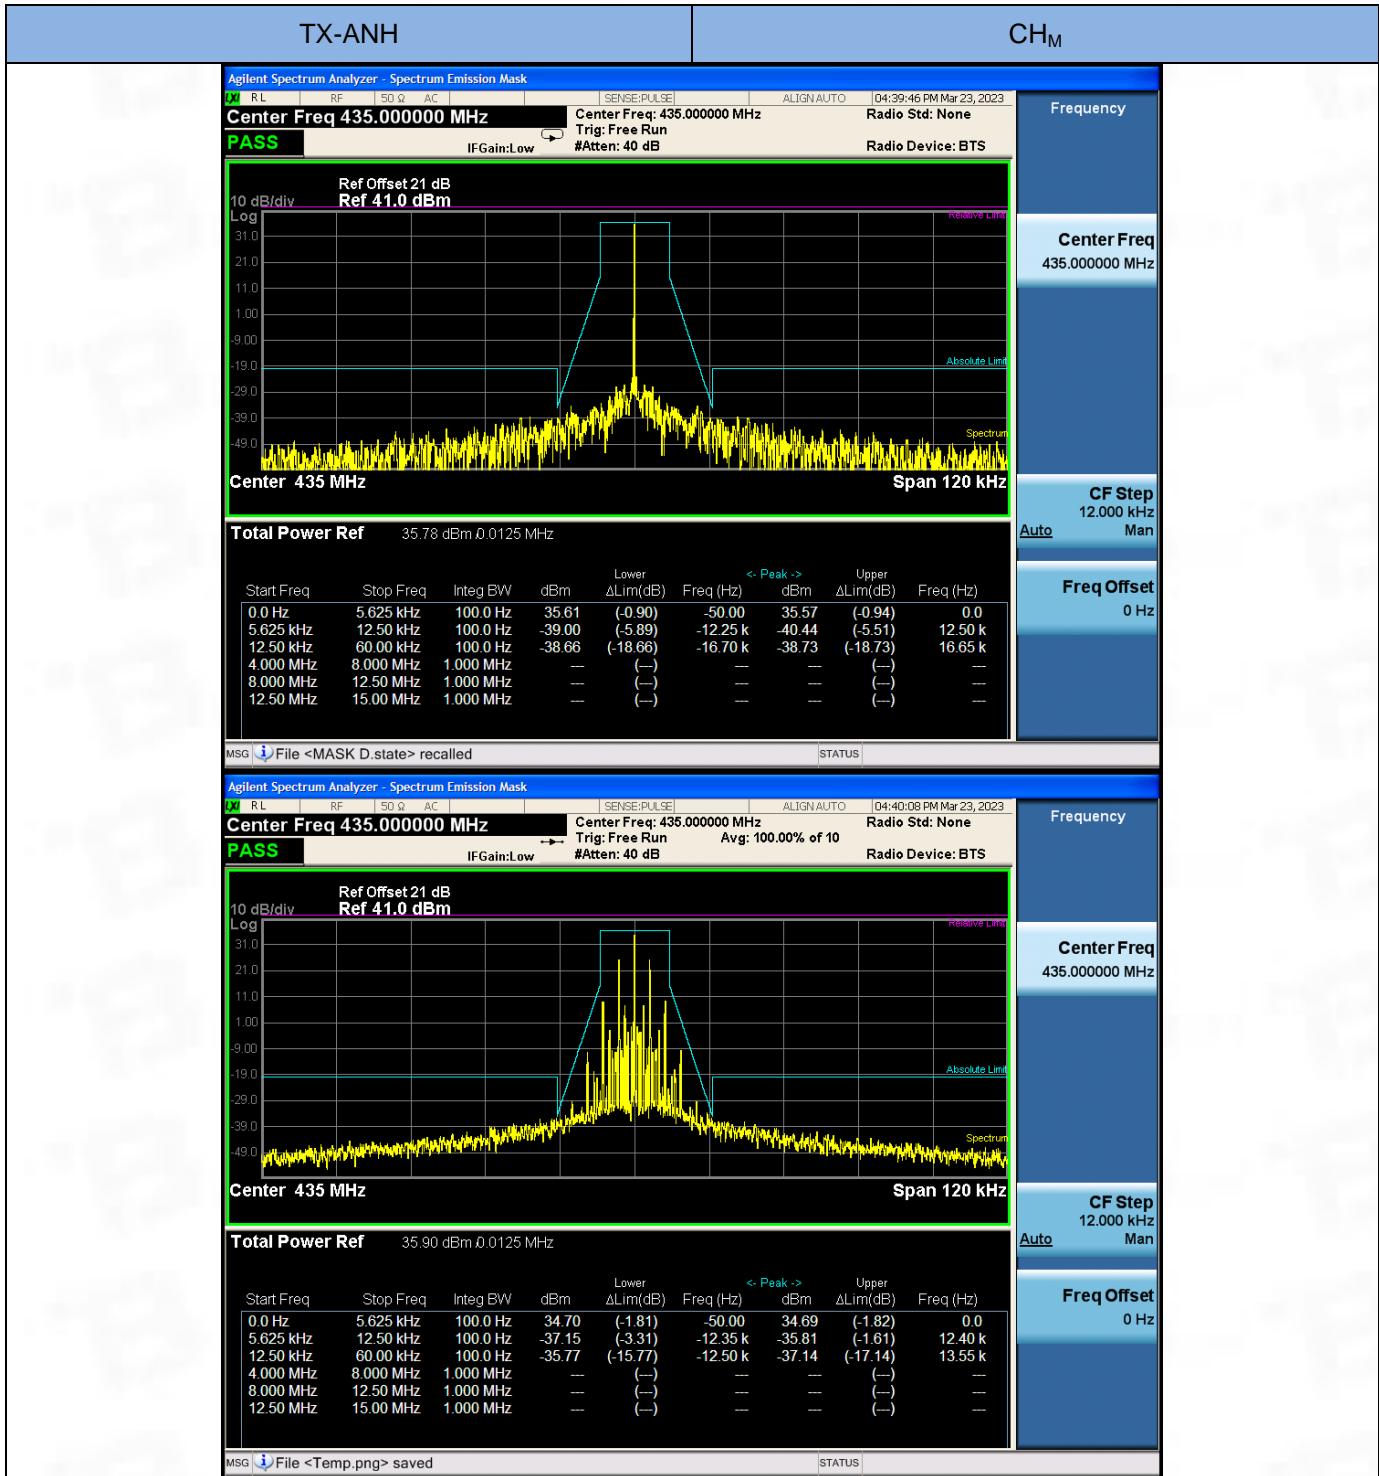 TX-ANH CH_M
Agilent Spectrum Analyzer - Spectrum Emission Mask
LXI RL RF 50 Ω AC SENSE:PULSE ALIGN AUTO 04:39:46 PM Mar 23, 2023
Center Freq 435.000000 MHz Center Freq: 435.000000 MHz Radio Std: None Frequency
Trig: Free Run
PASS IFGain:Low #Atten: 40 dB Radio Device: BTS
Ref Offset 21 dB
10 dB/div Ref 41.0 dBm
Log Relative Limit
31.0
21.0
11.0
1.00
-9.00
-19.0 Absolute Limit
-29.0
-39.0
-49.0 Spectrum
Center 435 MHz Span 120 kHz
Center Freq
435.000000 MHz
CF Step
12.000 kHz
Auto Man
Freq Offset
0 Hz
Total Power Ref 35.78 dBm/0.0125 MHz
Lower <- Peak -> Upper
Start Freq Stop Freq Integ BW dBm ΔLim(dB) Freq (Hz) dBm ΔLim(dB) Freq (Hz)
0.0 Hz 5.625 kHz 100.0 Hz 35.61 (-0.90) -50.00 35.57 (-0.94) 0.0
5.625 kHz 12.50 kHz 100.0 Hz -39.00 (-5.89) -12.25 k -40.44 (-5.51) 12.50 k
12.50 kHz 60.00 kHz 100.0 Hz -38.66 (-18.66) -16.70 k -38.73 (-18.73) 16.65 k
4.000 MHz 8.000 MHz 1.000 MHz --- (---) --- --- (---) ---
8.000 MHz 12.50 MHz 1.000 MHz --- (---) --- --- (---) ---
12.50 MHz 15.00 MHz 1.000 MHz --- (---) --- --- (---) ---
MSG File <MASK D.state> recalled STATUS
Agilent Spectrum Analyzer - Spectrum Emission Mask
LXI RL RF 50 Ω AC SENSE:PULSE ALIGN AUTO 04:40:08 PM Mar 23, 2023
Center Freq 435.000000 MHz Center Freq: 435.000000 MHz Radio Std: None Frequency
Trig: Free Run Avg: 100.00% of 10
PASS IFGain:Low #Atten: 40 dB Radio Device: BTS
Ref Offset 21 dB
10 dB/div Ref 41.0 dBm
Log Relative Limit
31.0
21.0
11.0
1.00
-9.00
-19.0 Absolute Limit
-29.0
-39.0
-49.0 Spectrum
Center 435 MHz Span 120 kHz
Center Freq
435.000000 MHz
CF Step
12.000 kHz
Auto Man
Freq Offset
0 Hz
Total Power Ref 35.90 dBm/0.0125 MHz
Lower <- Peak -> Upper
Start Freq Stop Freq Integ BW dBm ΔLim(dB) Freq (Hz) dBm ΔLim(dB) Freq (Hz)
0.0 Hz 5.625 kHz 100.0 Hz 34.70 (-1.81) -50.00 34.69 (-1.82) 0.0
5.625 kHz 12.50 kHz 100.0 Hz -37.15 (-3.31) -12.35 k -35.81 (-1.61) 12.40 k
12.50 kHz 60.00 kHz 100.0 Hz -35.77 (-15.77) -12.50 k -37.14 (-17.14) 13.55 k
4.000 MHz 8.000 MHz 1.000 MHz --- (---) --- --- (---) ---
8.000 MHz 12.50 MHz 1.000 MHz --- (---) --- --- (---) ---
12.50 MHz 15.00 MHz 1.000 MHz --- (---) --- --- (---) ---
MSG File <Temp.png> saved STATUS